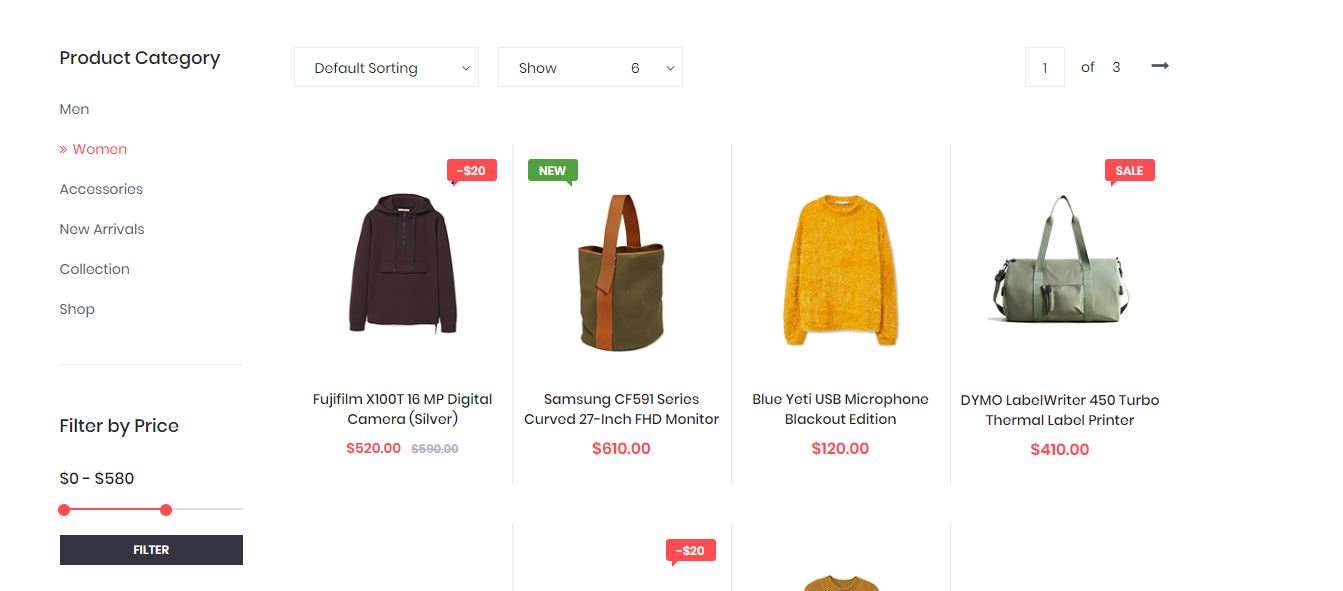 Product Category
Men
» Women
Accessories
New Arrivals
Collection
Shop
Filter by Price
$0 - $580
FILTER
Default Sorting
Show 6
1 of 3
-$20
Fujifilm X100T 16 MP Digital
Camera (Silver)
$520.00 $590.00
NEW
Samsung CF591 Series
Curved 27-Inch FHD Monitor
$610.00
Blue Yeti USB Microphone
Blackout Edition
$120.00
SALE
DYMO LabelWriter 450 Turbo
Thermal Label Printer
$410.00
-$20